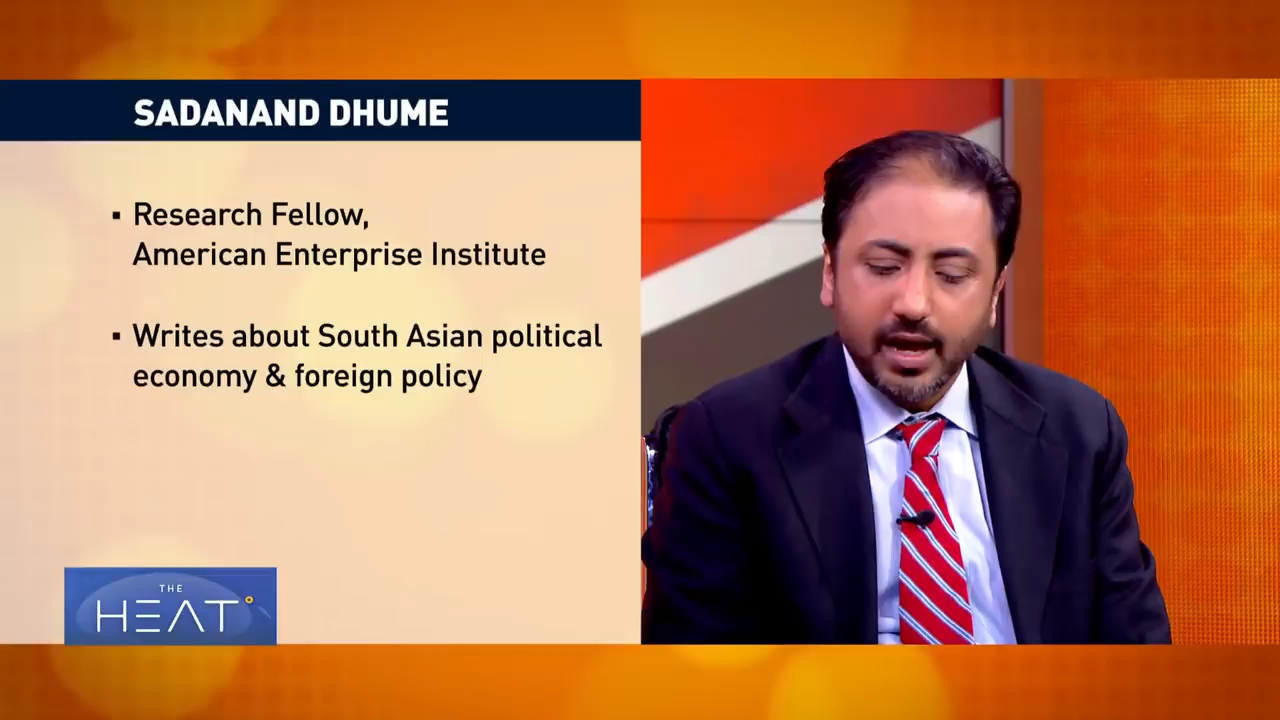 SADANAND DHUME
▪ Research Fellow,
American Enterprise Institute
▪ Writes about South Asian political
economy & foreign policy
THE
HEAT